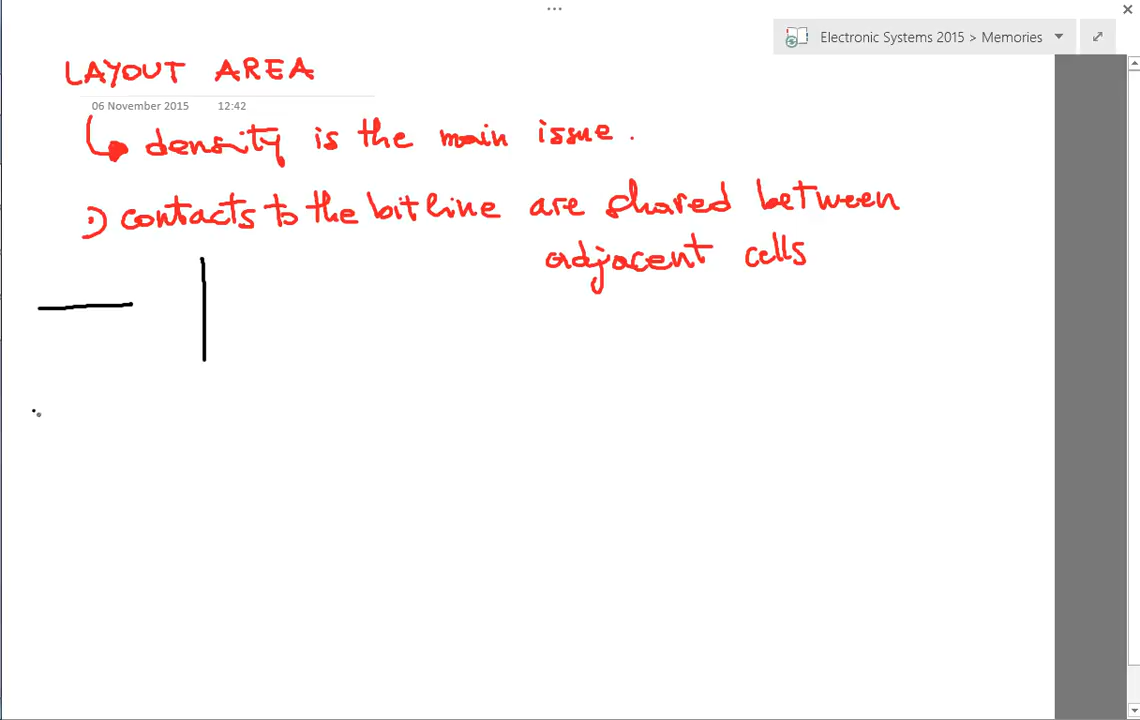 ...
Electronic Systems 2015 > Memories
LAYOUT AREA
06 November 2015 12:42
density is the main issue.
·) contacts to the bitline are shared between
adjacent cells